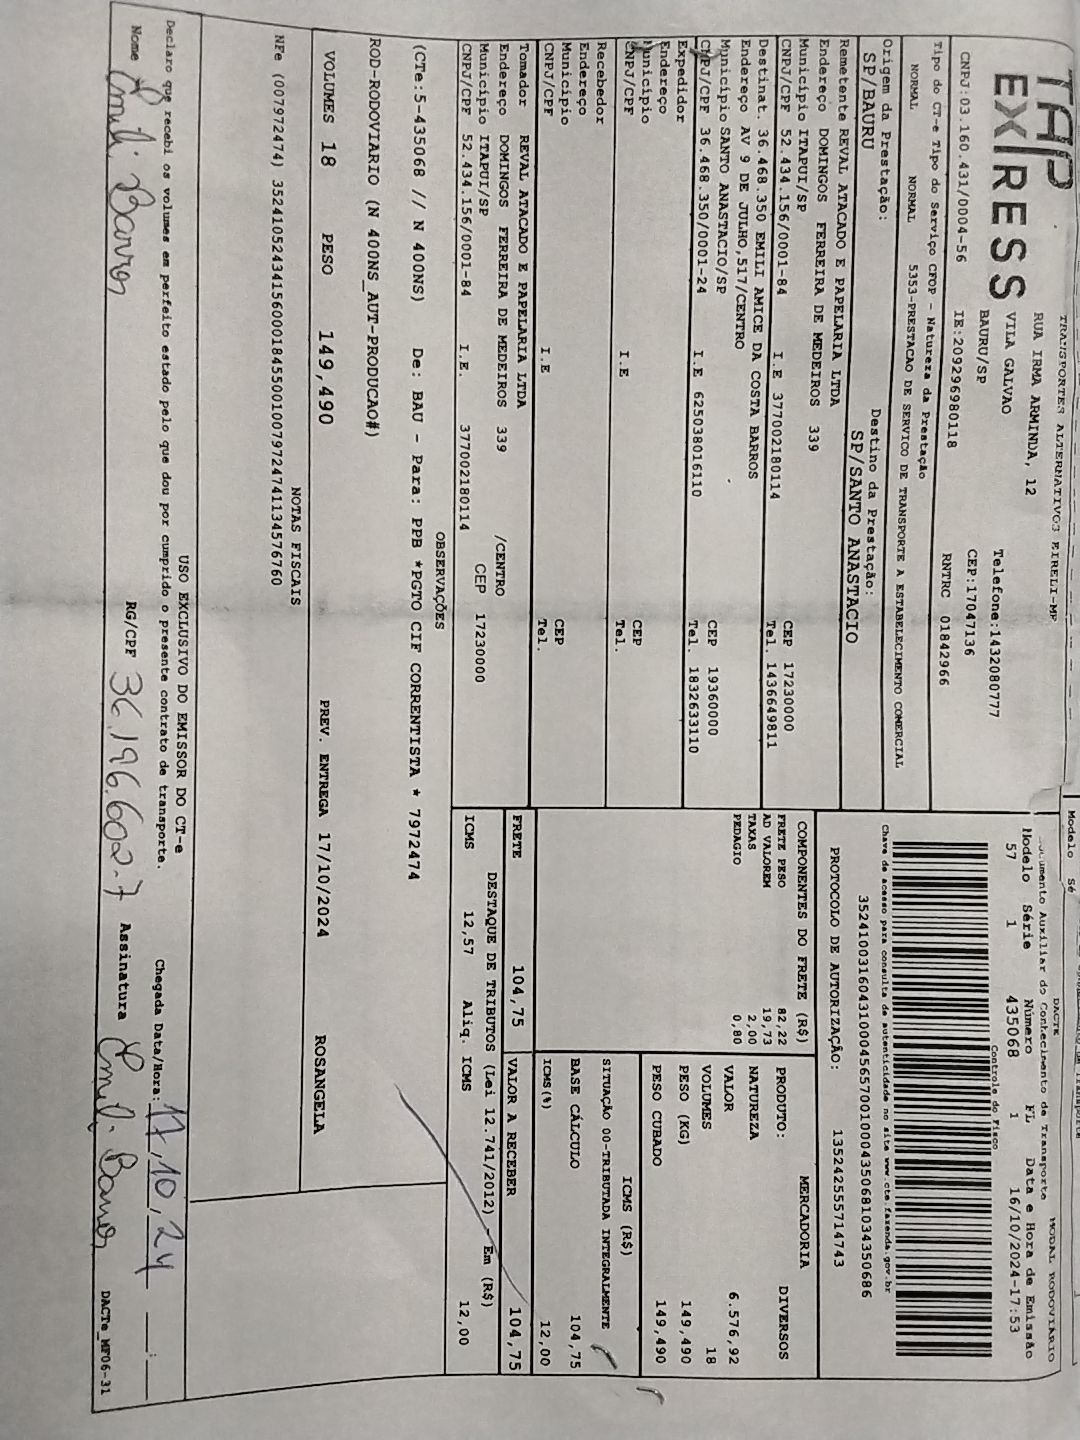 TAP
EXPRESS
TRANSPORTES ALTERNATIVOS EIRELI-ME
RUA IRMA ARMINDA, 12
VILA GALVAO
BAURU/SP
Telefone:1432080777
CEP:17047136
CNPJ:03.160.431/0004-56 IE:209296980118 RNTRC 01842966
Modelo Sé
DACTE MODAL RODOVIÁRIO
Documento Auxiliar do Conhecimento de Transporte
Modelo Série Número FL Data e Hora de Emissão
57 1 435068 1 16/10/2024-17:53
Controle do Fisco
Chave de acesso para consulta de autenticidade no site www.cte.fazenda.gov.br
35241003160431000456570010004350681034350686
PROTOCOLO DE AUTORIZAÇÃO: 135242555714743
Tipo do CT-e Tipo do Serviço CFOP - Natureza da Prestação
NORMAL NORMAL 5353-PRESTACAO DE SERVICO DE TRANSPORTE A ESTABELECIMENTO COMERCIAL
Origem da Prestação: Destino da Prestação:
SP/BAURU SP/SANTO ANASTACIO
Remetente REVAL ATACADO E PAPELARIA LTDA
Endereço DOMINGOS FERREIRA DE MEDEIROS 339
Município ITAPUI/SP CEP 17230000
CNPJ/CPF 52.434.156/0001-84 I.E 377002180114 Tel. 1436649811
Destinat. 36.468.350 EMILI AMICE DA COSTA BARROS
Endereço AV 9 DE JULHO,517/CENTRO
Município SANTO ANASTACIO/SP CEP 19360000
CNPJ/CPF 36.468.350/0001-24 I.E 625038016110 Tel. 1832633110
Expedidor
Endereço
Município CEP
CNPJ/CPF I.E Tel.
Recebedor
Endereço
Município CEP
CNPJ/CPF I.E Tel.
Tomador REVAL ATACADO E PAPELARIA LTDA
Endereço DOMINGOS FERREIRA DE MEDEIROS 339 /CENTRO
Município ITAPUI/SP CEP 17230000
CNPJ/CPF 52.434.156/0001-84 I.E. 377002180114
COMPONENTES DO FRETE (R$)
FRETE PESO 82,22
AD VALOREM 19,73
TAXAS 2,00
PEDAGIO 0,80
MERCADORIA
PRODUTO: DIVERSOS
NATUREZA
VALOR 6.576,92
VOLUMES 18
PESO (KG) 149,490
PESO CUBADO 149,490
ICMS (R$)
SITUAÇÃO 00-TRIBUTADA INTEGRALMENTE
BASE CÁLCULO 104,75
ICMS(%) 12,00
FRETE 104,75 VALOR A RECEBER 104,75
DESTAQUE DE TRIBUTOS (Lei 12.741/2012) - Em (R$)
ICMS 12,57 Aliq. ICMS 12,00
OBSERVAÇÕES
(CTe:5-435068 // N 400NS) De: BAU - Para: PPB *PGTO CIF CORRENTISTA * 7972474
ROD-RODOVIARIO (N 400NS_AUT-PRODUCAO#)
VOLUMES 18 PESO 149,490 PREV. ENTREGA 17/10/2024 ROSANGELA
NOTAS FISCAIS
NFe (007972474) 35241052434156000184550010079724741134576760
USO EXCLUSIVO DO EMISSOR DO CT-e
Declaro que recebi os volumes em perfeito estado pelo que dou por cumprido o presente contrato de transporte. Chegada Data/Hora: 17/10/24 :
Nome Emili Barros RG/CPF 36.196.602-7 Assinatura Emili Barros DACTe_MF06-31